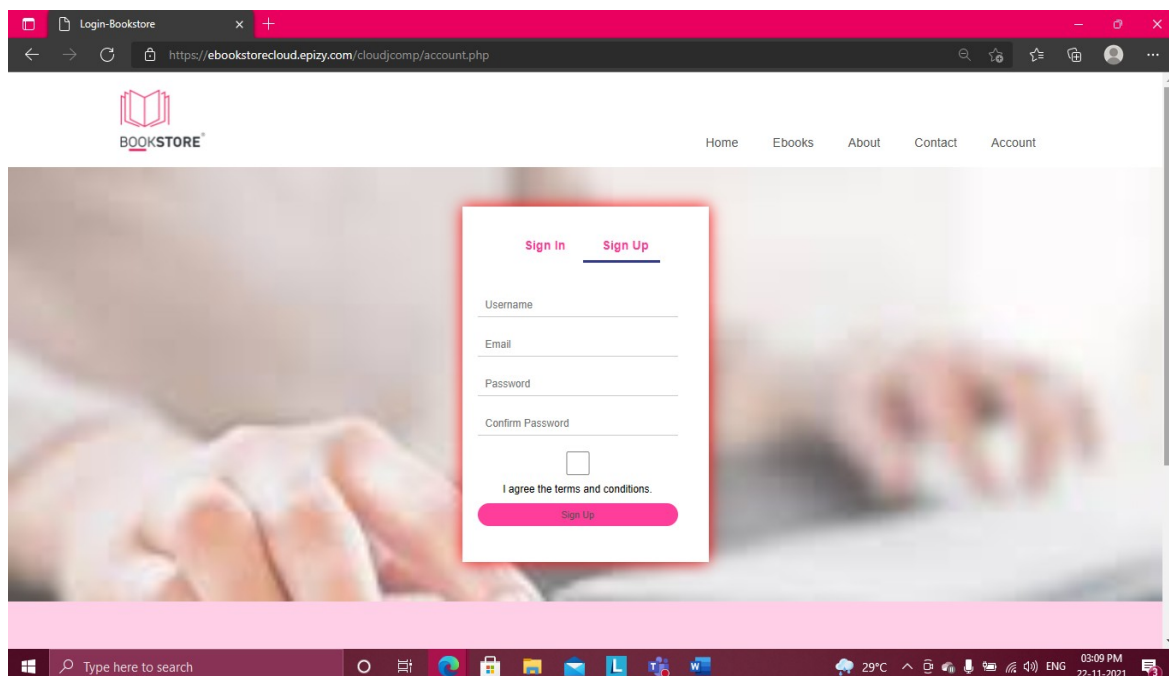 Login-Bookstore
https://ebookstorecloud.epizy.com/cloudjcomp/account.php
BOOKSTORE®
Home Ebooks About Contact Account
Sign In Sign Up
Username
Email
Password
Confirm Password
I agree the terms and conditions.
Sign Up
Type here to search
L
W
29°C
ENG
03:09 PM
22-11-2021